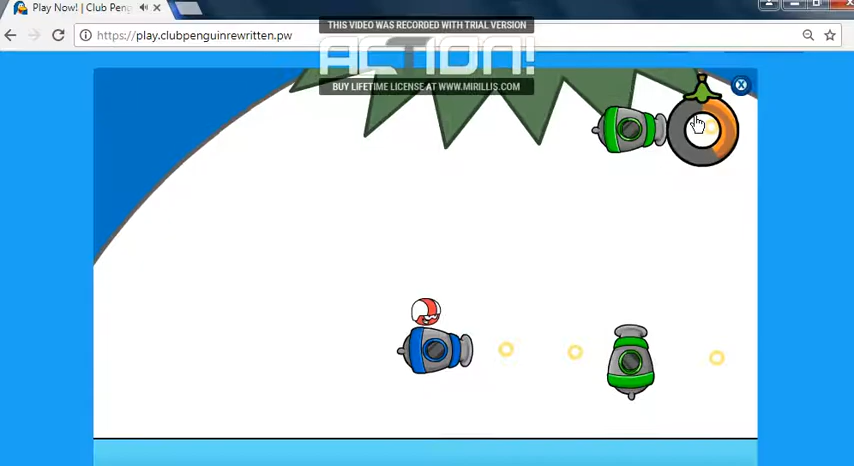 Play Now! | Club Peng
https://play.clubpenguinrewritten.pw
THIS VIDEO WAS RECORDED WITH TRIAL VERSION
ACTION!
BUY LIFETIME LICENSE AT WWW.MIRILLIS.COM